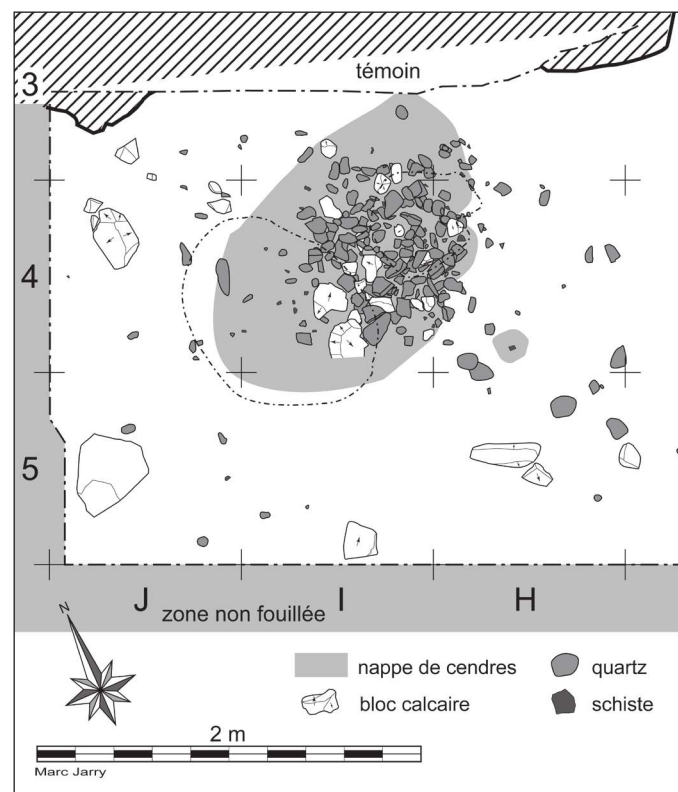 témoin
3
4
5
J
I
H
zone non fouillée
N
nappe de cendres
quartz
bloc calcaire
schiste
2 m
Marc Jarry